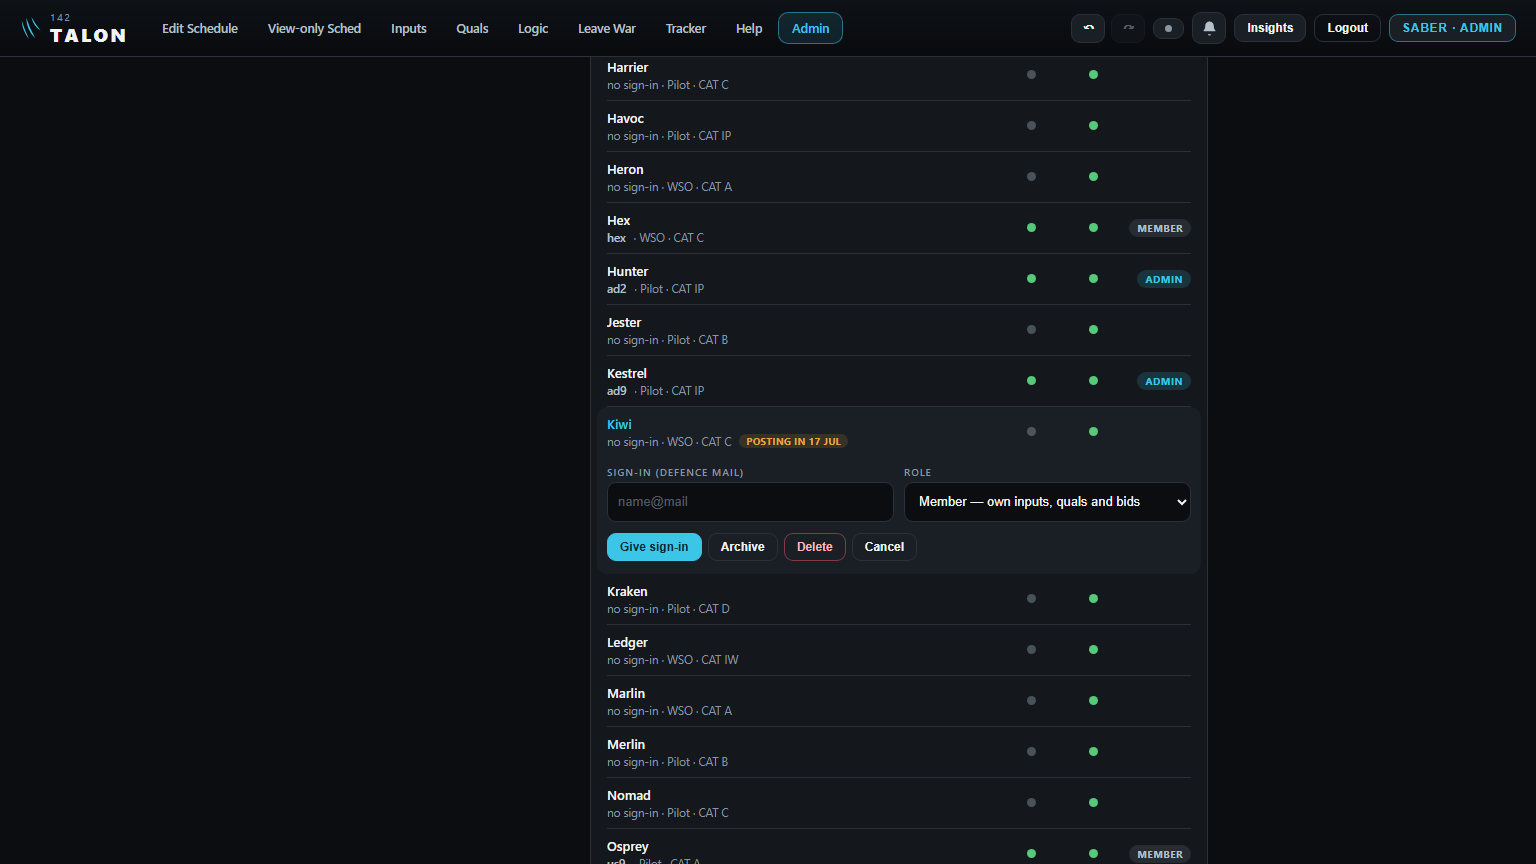 142
TALON
Edit Schedule
View-only Sched
Inputs
Quals
Logic
Leave War
Tracker
Help
Admin
Insights
Logout
SABER · ADMIN
Harrier
no sign-in · Pilot · CAT C
Havoc
no sign-in · Pilot · CAT IP
Heron
no sign-in · WSO · CAT A
Hex
hex · WSO · CAT C
MEMBER
Hunter
ad2 · Pilot · CAT IP
ADMIN
Jester
no sign-in · Pilot · CAT B
Kestrel
ad9 · Pilot · CAT IP
ADMIN
Kiwi
no sign-in · WSO · CAT C POSTING IN 17 JUL
SIGN-IN (DEFENCE MAIL)
ROLE
name@mail
Member — own inputs, quals and bids
Give sign-in
Archive
Delete
Cancel
Kraken
no sign-in · Pilot · CAT D
Ledger
no sign-in · WSO · CAT IW
Marlin
no sign-in · WSO · CAT A
Merlin
no sign-in · Pilot · CAT B
Nomad
no sign-in · Pilot · CAT C
Osprey
MEMBER
· Pilot · CAT A